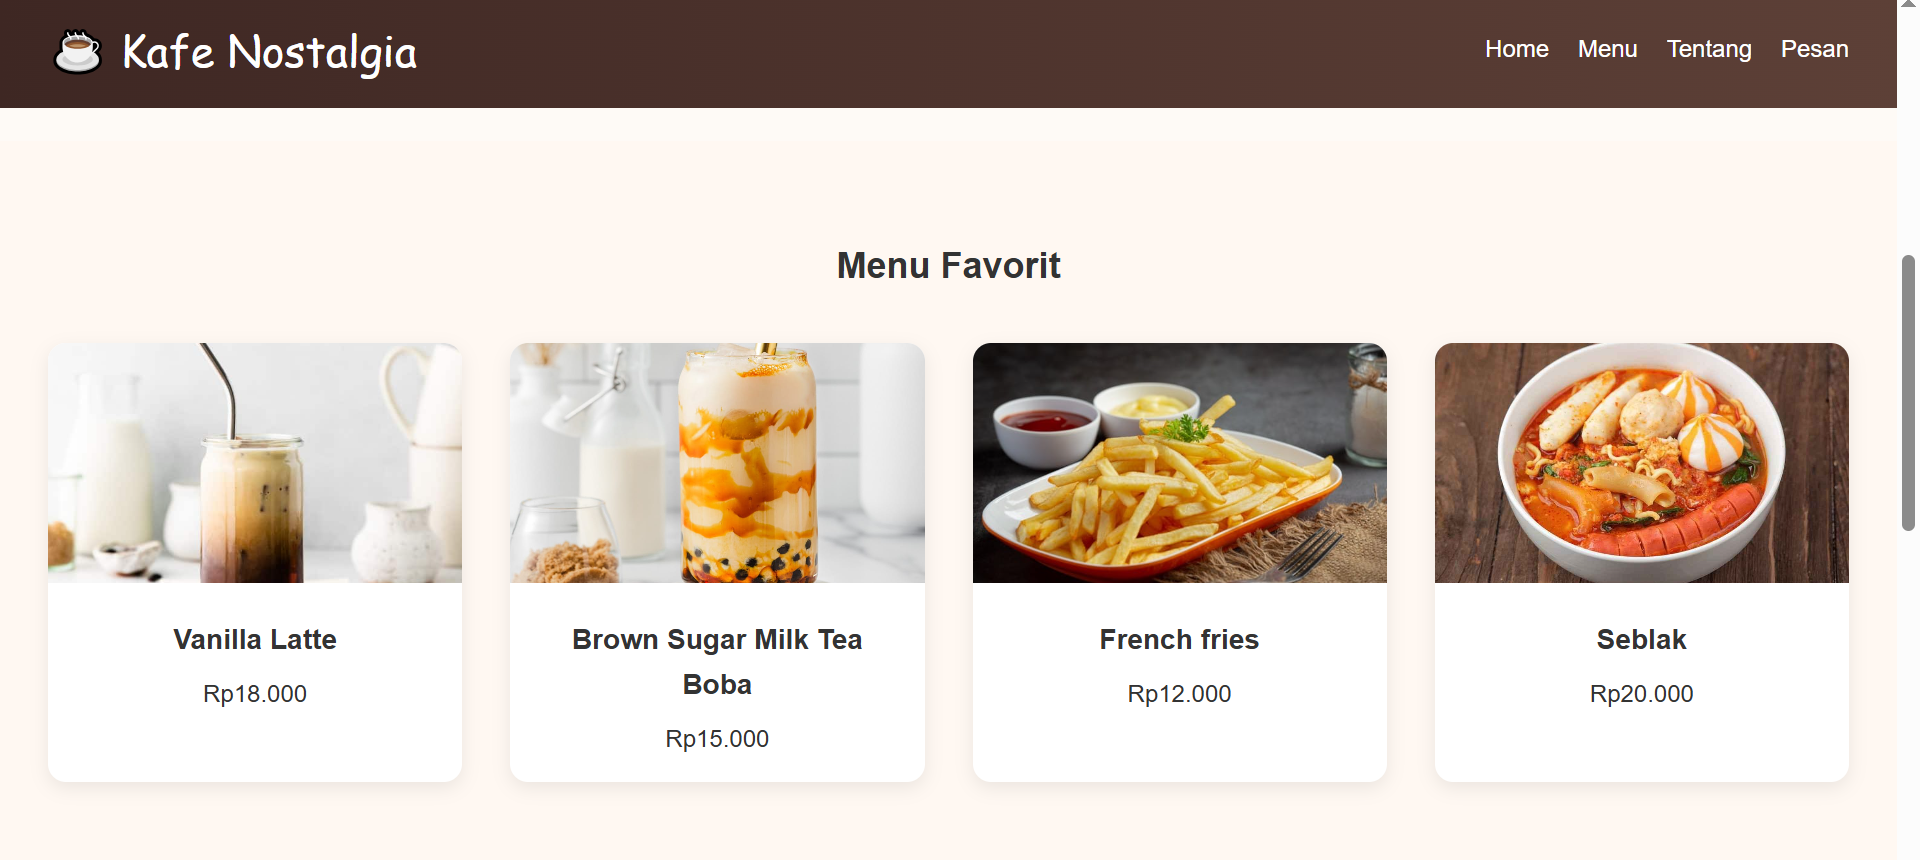 Kafe Nostalgia
Home Menu Tentang Pesan
Menu Favorit
Vanilla Latte
Rp18.000
Brown Sugar Milk Tea
Boba
Rp15.000
French fries
Rp12.000
Seblak
Rp20.000